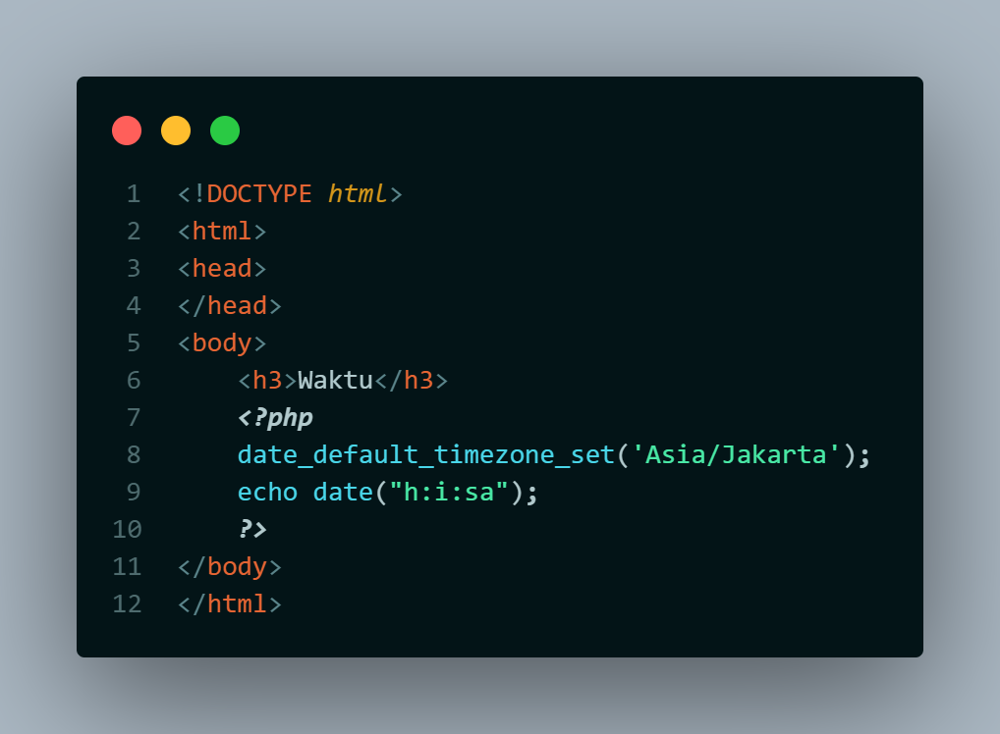 1 <!DOCTYPE html>
2 <html>
3 <head>
4 </head>
5 <body>
6     <h3>Waktu</h3>
7     <?php
8     date_default_timezone_set('Asia/Jakarta');
9     echo date("h:i:sa");
10     ?>
11 </body>
12 </html>